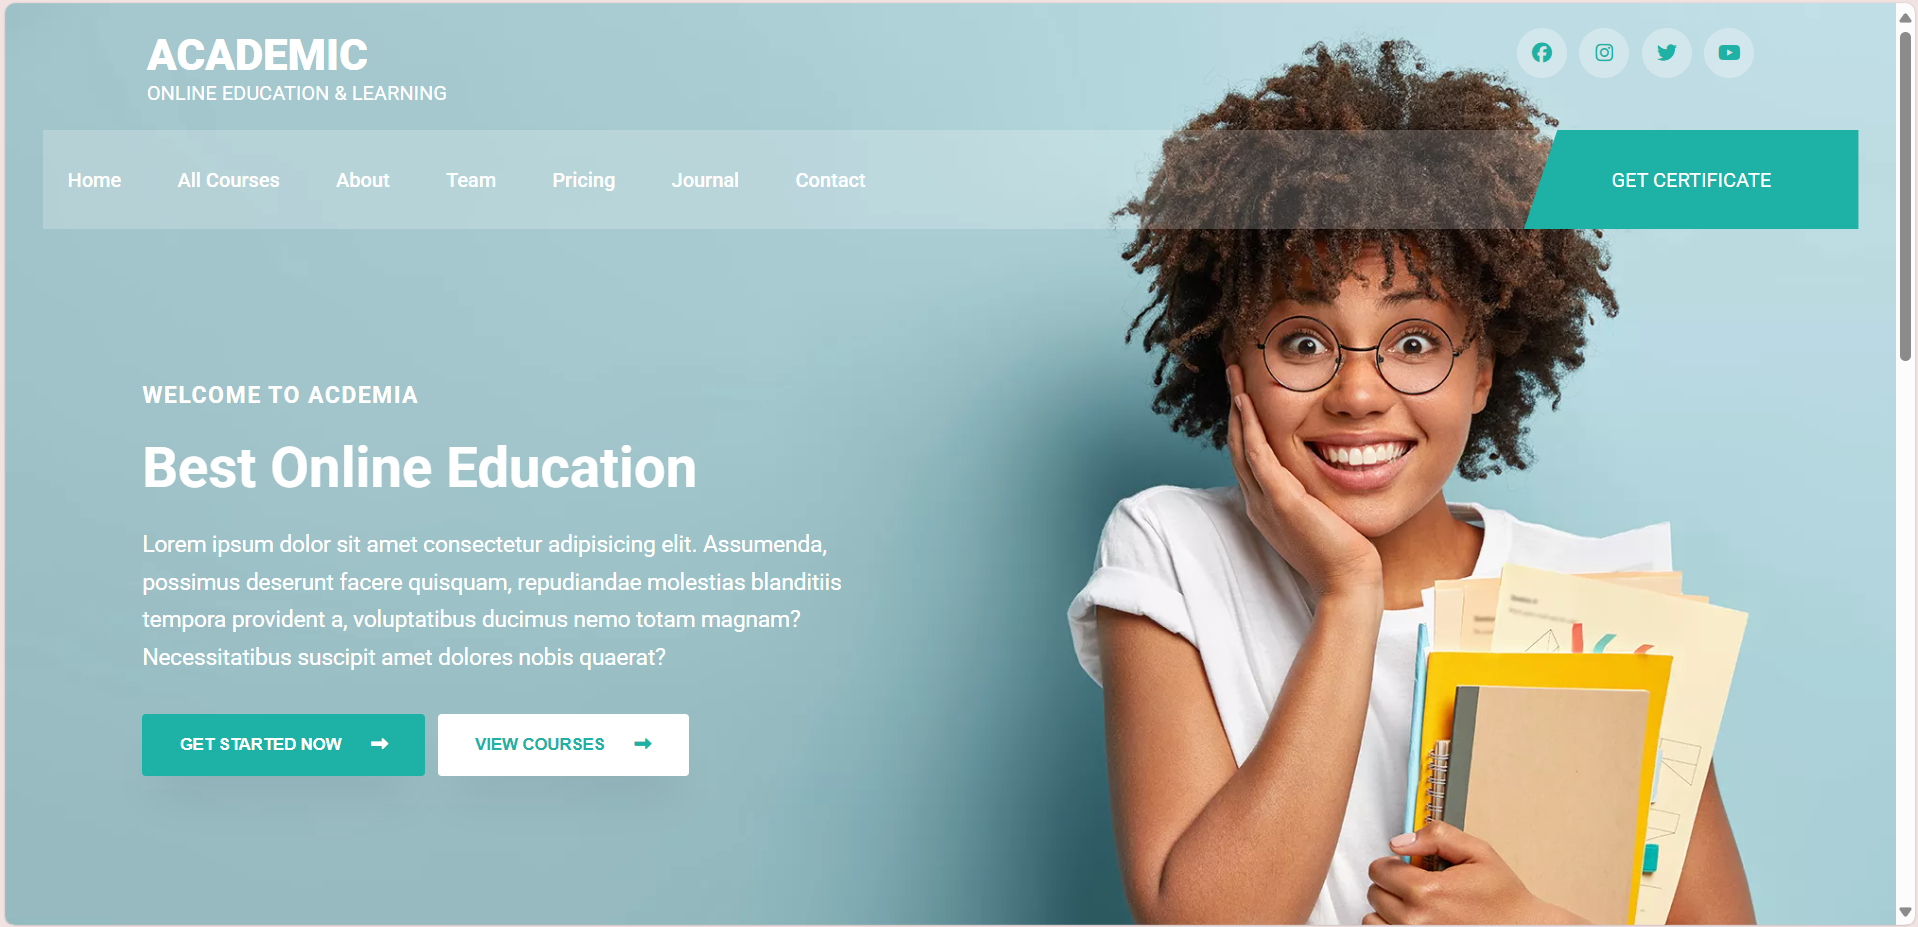 ACADEMIC
ONLINE EDUCATION & LEARNING
Home All Courses About Team Pricing Journal Contact GET CERTIFICATE
WELCOME TO ACDEMIA
Best Online Education
Lorem ipsum dolor sit amet consectetur adipisicing elit. Assumenda,
possimus deserunt facere quisquam, repudiandae molestias blanditiis
tempora provident a, voluptatibus ducimus nemo totam magnam?
Necessitatibus suscipit amet dolores nobis quaerat?
GET STARTED NOW VIEW COURSES